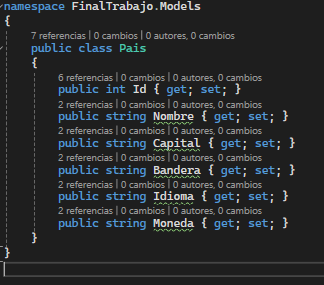 namespace FinalTrabajo.Models
{
7 referencias | 0 cambios | 0 autores, 0 cambios
public class Pais
{
6 referencias | 0 cambios | 0 autores, 0 cambios
public int Id { get; set; }
2 referencias | 0 cambios | 0 autores, 0 cambios
public string Nombre { get; set; }
2 referencias | 0 cambios | 0 autores, 0 cambios
public string Capital { get; set; }
2 referencias | 0 cambios | 0 autores, 0 cambios
public string Bandera { get; set; }
2 referencias | 0 cambios | 0 autores, 0 cambios
public string Idioma { get; set; }
2 referencias | 0 cambios | 0 autores, 0 cambios
public string Moneda { get; set; }
}
}